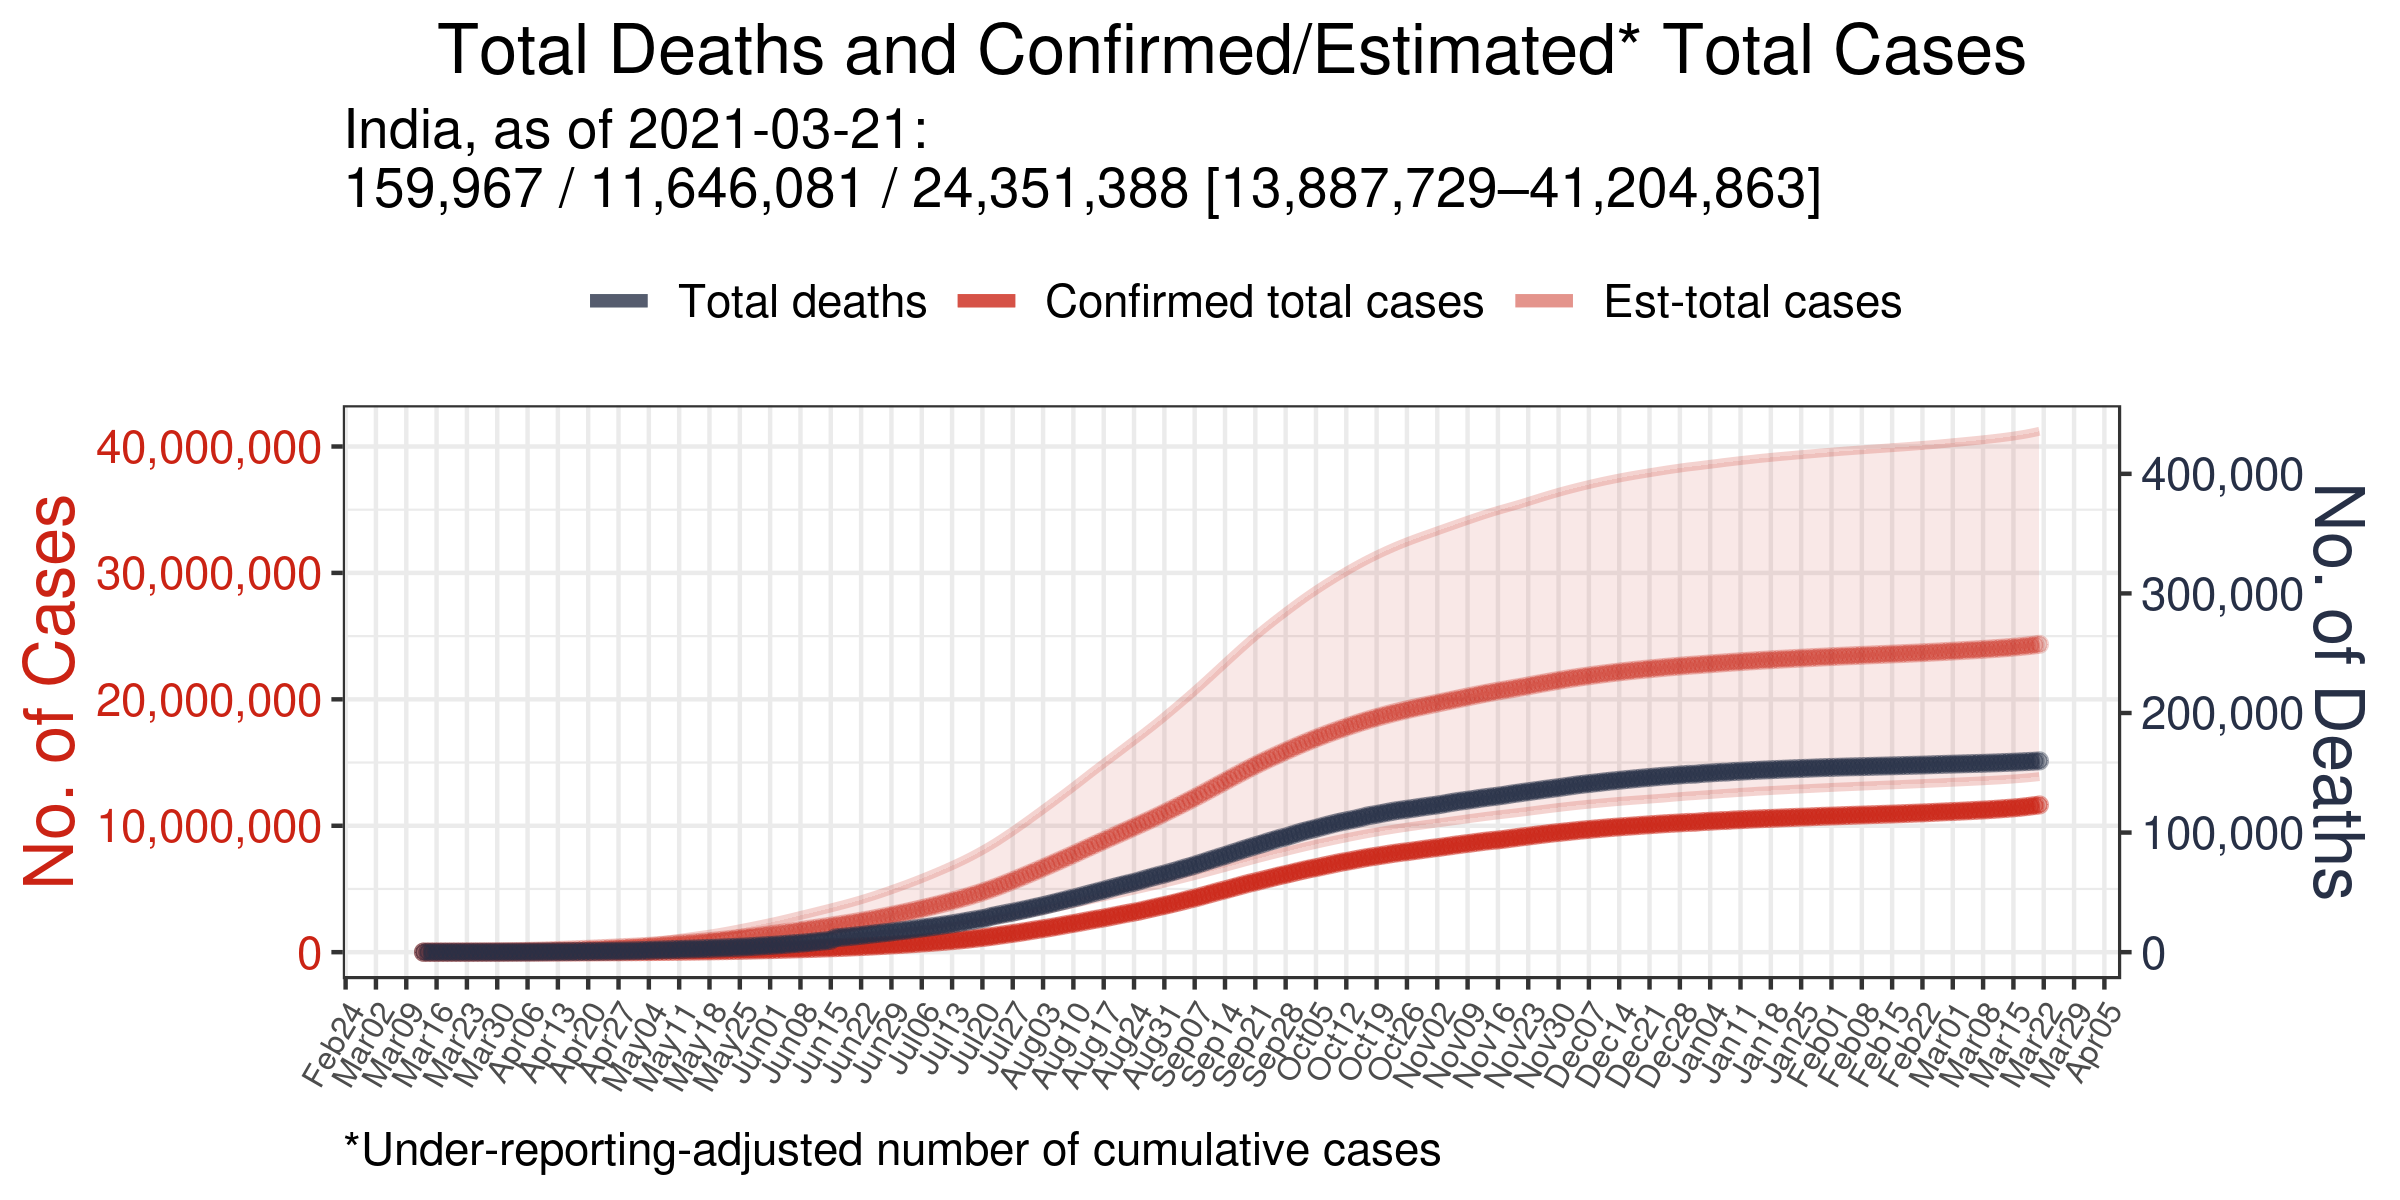 Total Deaths and Confirmed/Estimated* Total Cases
India, as of 2021-03-21:
159,967 / 11,646,081 / 24,351,388 [13,887,729–41,204,863]
Total deaths
Confirmed total cases
Est-total cases
No. of Cases
40,000,000
30,000,000
20,000,000
10,000,000
0
400,000
300,000
200,000
100,000
0
No. of Deaths
Feb24
Mar02
Mar09
Mar16
Mar23
Mar30
Apr06
Apr13
Apr20
Apr27
May04
May11
May18
May25
Jun01
Jun08
Jun15
Jun22
Jun29
Jul06
Jul13
Jul20
Jul27
Aug03
Aug10
Aug17
Aug24
Aug31
Sep07
Sep14
Sep21
Sep28
Oct05
Oct12
Oct19
Oct26
Nov02
Nov09
Nov16
Nov23
Nov30
Dec07
Dec14
Dec21
Dec28
Jan04
Jan11
Jan18
Jan25
Feb01
Feb08
Feb15
Feb22
Mar01
Mar08
Mar15
Mar22
Mar29
Apr05
*Under-reporting-adjusted number of cumulative cases